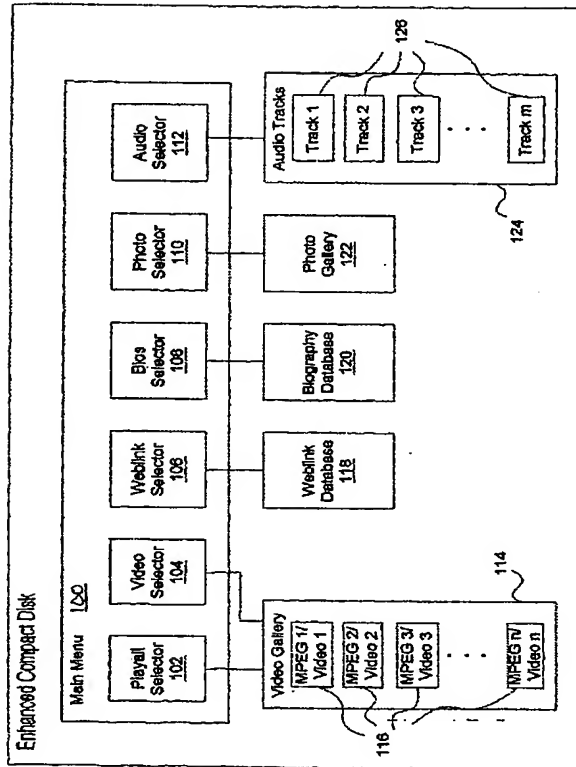 Enhanced Compact Disk
Main Menu 100
Playall
Selector
102
Video
Selector
104
Weblink
Selector
106
Bios
Selector
108
Photo
Selector
110
Audio
Selector
112
Video Gallery
MPEG 1/
Video 1
MPEG 2/
Video 2
MPEG 3/
Video 3
. . .
MPEG n/
Video n
116
114
Weblink
Database
118
Biography
Database
120
Photo
Gallery
122
Audio Tracks
Track 1
Track 2
Track 3
. . .
Track m
124
126